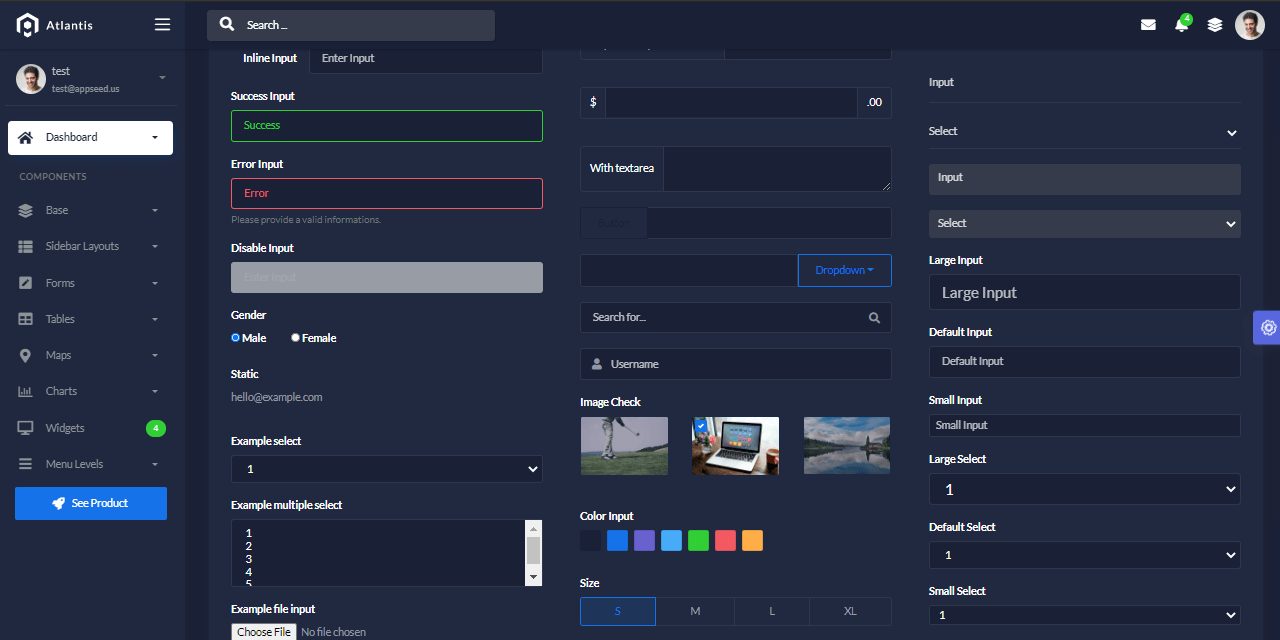 Atlantis
Search ...
4
test
test@appseed.us
Dashboard
COMPONENTS
Base
Sidebar Layouts
Forms
Tables
Maps
Charts
Widgets
4
Menu Levels
See Product
Inline Input
Enter Input
Success Input
Success
Error Input
Error
Please provide a valid informations.
Disable Input
Enter Input
Gender
Male
Female
Static
hello@example.com
Example select
1
Example multiple select
1
2
3
4
5
Example file input
Choose File
No file chosen
$
.00
With textarea
Button
Dropdown
Search for...
Username
Image Check
Color Input
Size
S
M
L
XL
Input
Select
Input
Select
Large Input
Large Input
Default Input
Default Input
Small Input
Small Input
Large Select
1
Default Select
1
Small Select
1